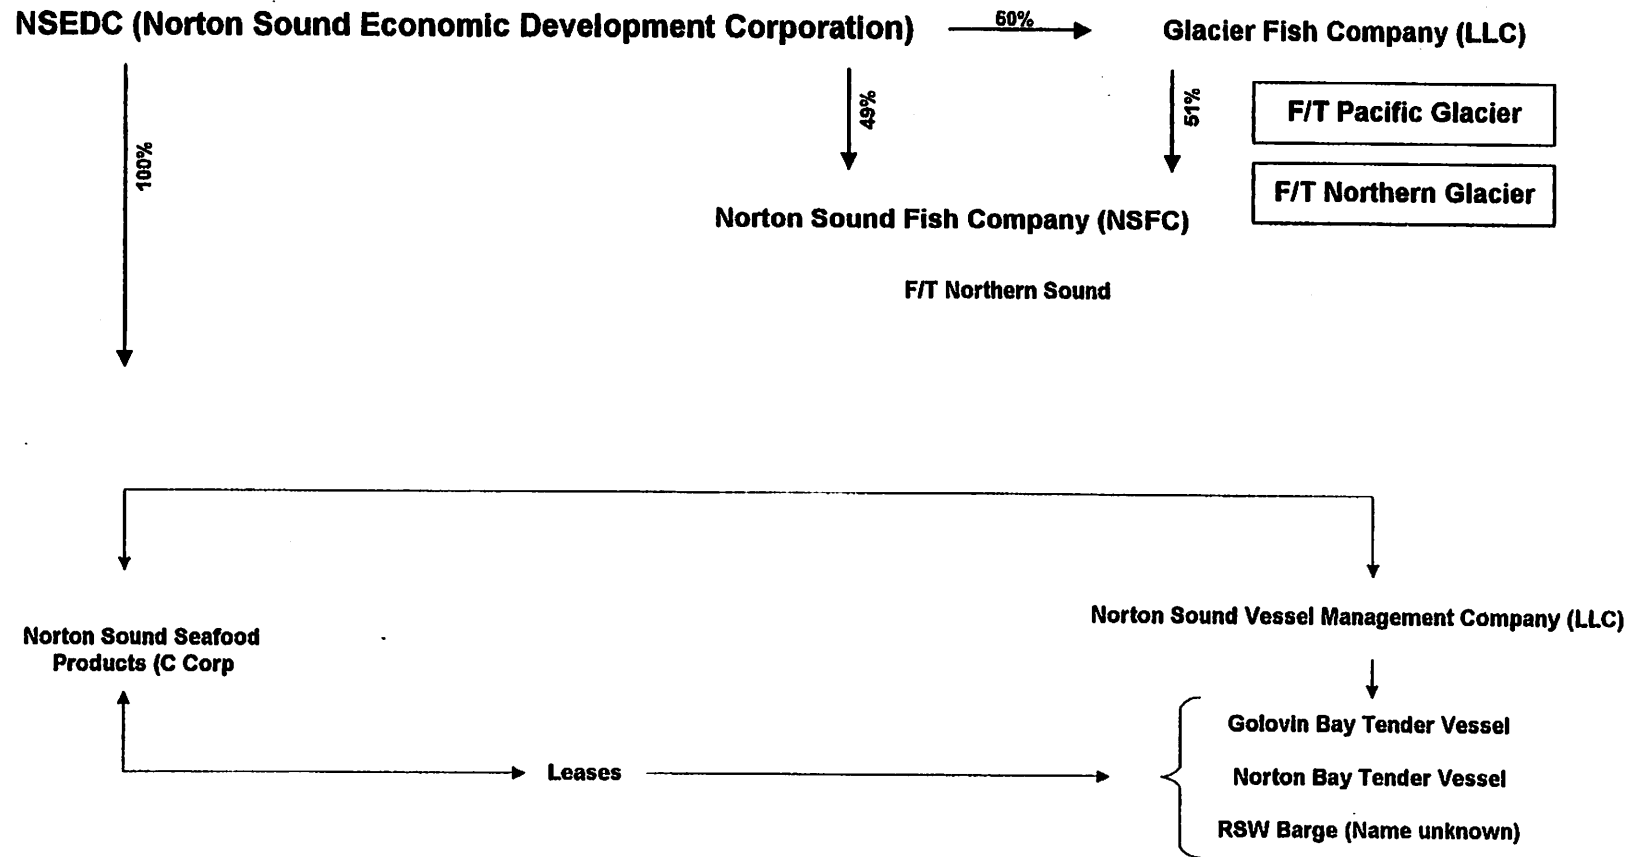 NSEDC (Norton Sound Economic Development Corporation)
60%
Glacier Fish Company (LLC)
100%
49%
51%
F/T Pacific Glacier
F/T Northern Glacier
Norton Sound Fish Company (NSFC)
F/T Northern Sound
Norton Sound Seafood
Products (C Corp
Norton Sound Vessel Management Company (LLC)
Leases
Golovin Bay Tender Vessel
Norton Bay Tender Vessel
RSW Barge (Name unknown)